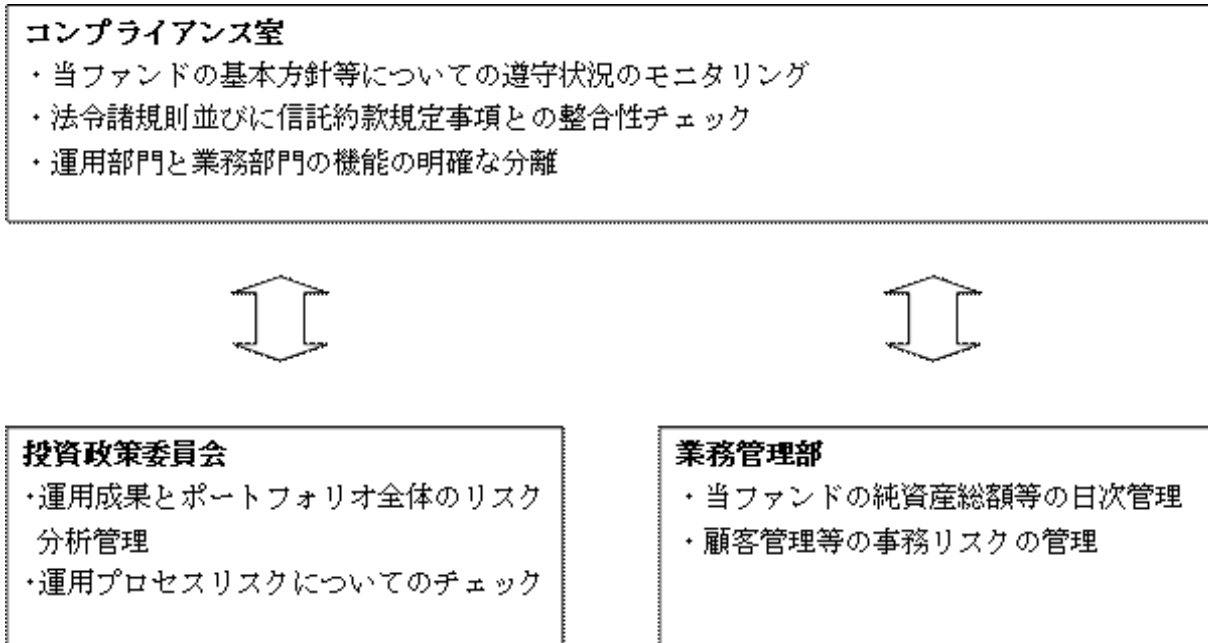 コンプライアンス室
・当ファンドの基本方針等についての遵守状況のモニタリング
・法令諸規則並びに信託約款規定事項との整合性チェック
・運用部門と業務部門の機能の明確な分離
投資政策委員会
・運用成果とポートフォリオ全体のリスク
分析管理
・運用プロセスリスクについてのチェック
業務管理部
・当ファンドの純資産総額等の日次管理
・顧客管理等の事務リスクの管理